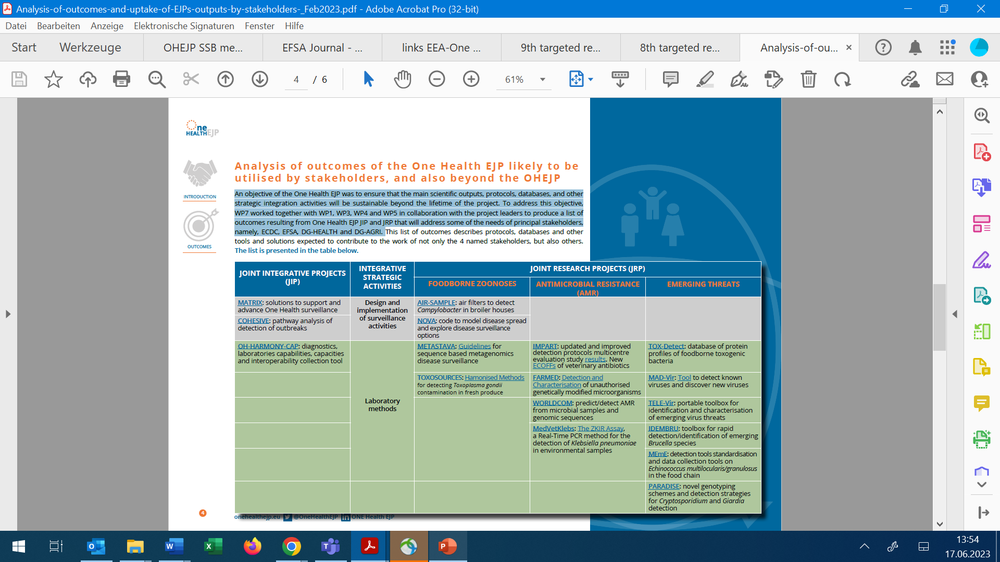 Analysis-of-outcomes-and-uptake-of-EJPs-outputs-by-stakeholders-_Feb2023.pdf - Adobe Acrobat Pro (32-bit)
Datei Bearbeiten Anzeige Elektronische Signaturen Fenster Hilfe
Start Werkzeuge OHEJP SSB me... EFSA Journal - ... links EEA-One ... 9th targeted re... 8th targeted re... Analysis-of-ou... ×
4 / 6 61%
One
HEALTHEJP
INTRODUCTION
OUTCOMES
Analysis of outcomes of the One Health EJP likely to be
utilised by stakeholders, and also beyond the OHEJP
An objective of the One Health EJP was to ensure that the main scientific outputs, protocols, databases, and other
strategic integration activities will be sustainable beyond the lifetime of the project. To address this objective,
WP7 worked together with WP1, WP3, WP4 and WP5 in collaboration with the project leaders to produce a list of
outcomes resulting from One Health EJP JIP and JRP that will address some of the needs of principal stakeholders,
namely, ECDC, EFSA, DG-HEALTH and DG-AGRI. This list of outcomes describes protocols, databases and other
tools and solutions expected to contribute to the work of not only the 4 named stakeholders, but also others.
The list is presented in the table below.
JOINT INTEGRATIVE PROJECTS
(JIP)
INTEGRATIVE
STRATEGIC
ACTIVITIES
JOINT RESEARCH PROJECTS (JRP)
FOODBORNE ZOONOSES
ANTIMICROBIAL RESISTANCE
(AMR)
EMERGING THREATS
MATRIX: solutions to support and
advance One Health surveillance
COHESIVE: pathway analysis of
detection of outbreaks
Design and
implementation
of surveillance
activities
AIR-SAMPLE: air filters to detect
Campylobacter in broiler houses
NOVA: code to model disease spread
and explore disease surveillance
options
OH-HARMONY-CAP: diagnostics,
laboratories capabilities, capacities
and interoperability collection tool
Laboratory
methods
METASTAVA: Guidelines for
sequence based metagenomics
disease surveillance
TOXOSOURCES: Hamonised Methods
for detecting Toxoplasma gondii
contamination in fresh produce
IMPART: updated and improved
detection protocols multicentre
evaluation study results. New
ECOFFs of veterinary antibiotics
FARMED: Detection and
Characterisation of unauthorised
genetically modified microorganisms
WORLDCOM: predict/detect AMR
from microbial samples and
genomic sequences
MedVetKlebs: The ZKIR Assay,
a Real-Time PCR method for the
detection of Klebsiella pneumoniae
in environmental samples
TOX-Detect: database of protein
profiles of foodborne toxogenic
bacteria
MAD-Vir: Tool to detect known
viruses and discover new viruses
TELE-Vir: portable toolbox for
identification and characterisation
of emerging virus threats
IDEMBRU: toolbox for rapid
detection/identification of emerging
Brucella species
MEmE: detection tools standardisation
and data collection tools on
Echinococcus multilocularis/granulosus
in the food chain
PARADISE: novel genotyping
schemes and detection strategies
for Cryptosporidium and Giardia
detection
4
onehealthejp.eu @OneHealthEJP in ONE Health EJP
13:54
17.06.2023